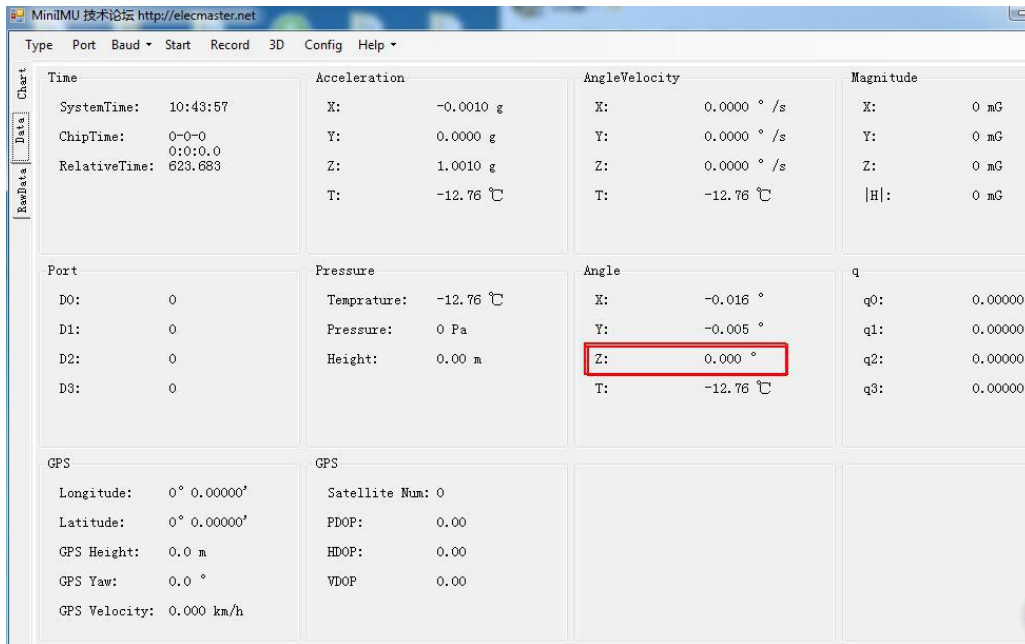 MiniIMU 技术论坛 http://elecmaster.net
Type Port Baud Start Record 3D Config Help
Chart
Data
RawData
Time
SystemTime: 10:43:57
ChipTime: 0-0-0
0:0:0.0
RelativeTime: 623.683
Acceleration
X: -0.0010 g
Y: 0.0000 g
Z: 1.0010 g
T: -12.76 ℃
AngleVelocity
X: 0.0000 ° /s
Y: 0.0000 ° /s
Z: 0.0000 ° /s
T: -12.76 ℃
Magnitude
X: 0 mG
Y: 0 mG
Z: 0 mG
|H|: 0 mG
Port
D0: 0
D1: 0
D2: 0
D3: 0
Pressure
Temprature: -12.76 ℃
Pressure: 0 Pa
Height: 0.00 m
Angle
X: -0.016 °
Y: -0.005 °
Z: 0.000 °
T: -12.76 ℃
q
q0: 0.00000
q1: 0.00000
q2: 0.00000
q3: 0.00000
GPS
Longitude: 0° 0.00000'
Latitude: 0° 0.00000'
GPS Height: 0.0 m
GPS Yaw: 0.0 °
GPS Velocity: 0.000 km/h
GPS
Satellite Num: 0
PDOP: 0.00
HDOP: 0.00
VDOP 0.00